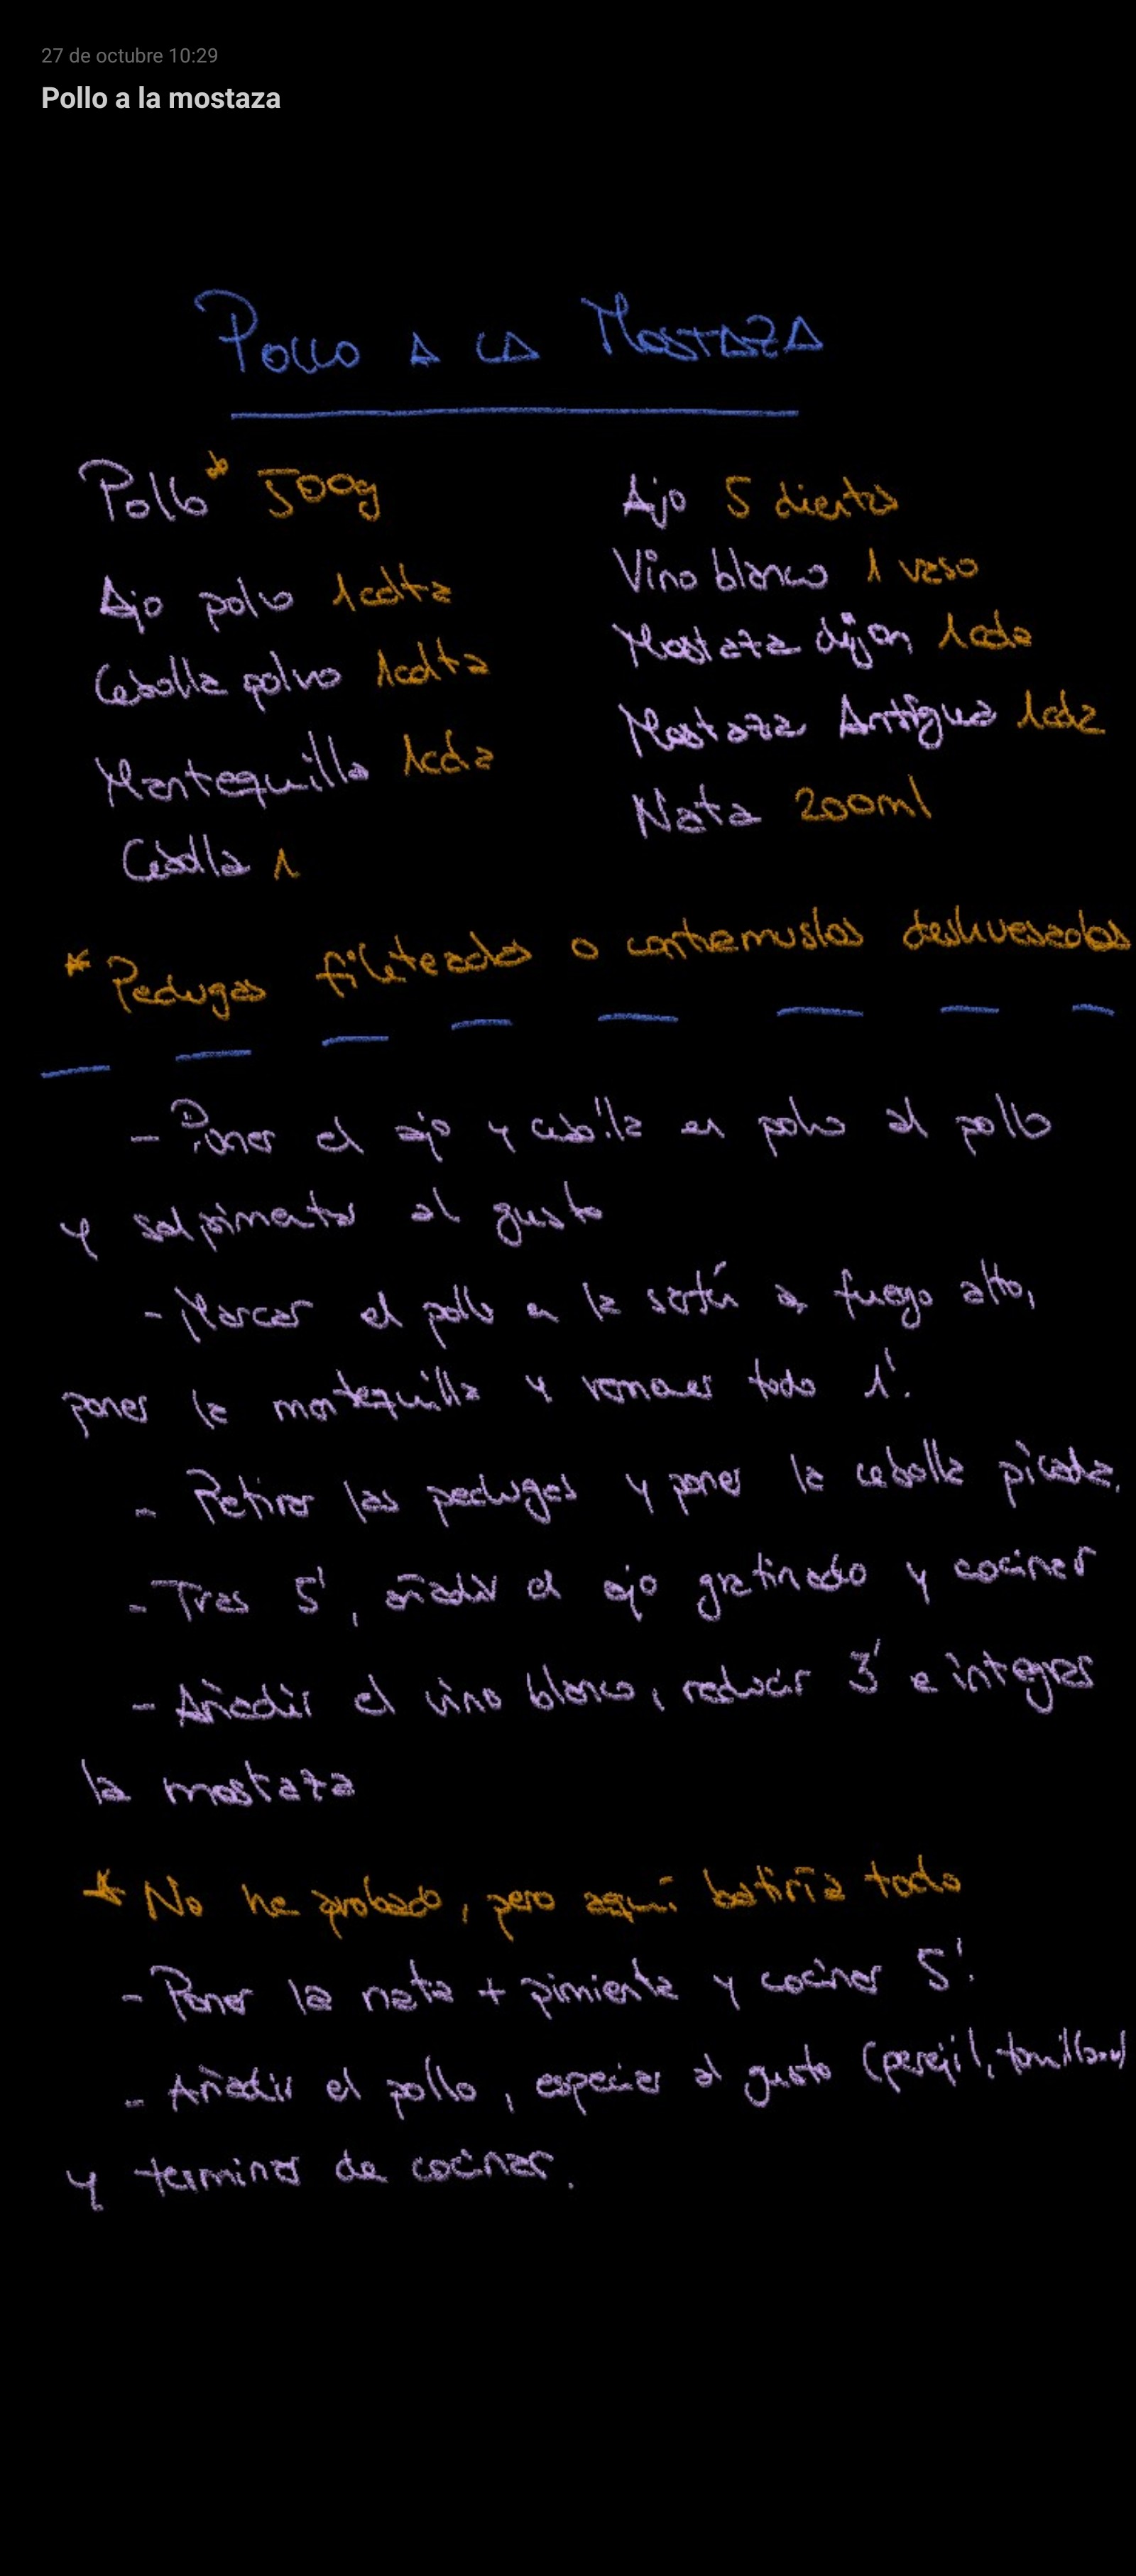 27 de octubre 10:29
Pollo a la mostaza
POLLO A LA MOSTAZA
Pollo* 500g
Ajo polvo 1cdta
Cebolla polvo 1cdta
Mantequilla 1cda
Cebolla 1
Ajo 5 dientes
Vino blanco 1 vaso
Mostaza dijon 1cda
Mostaza Antigua 1cda
Nata 200ml
* Pechugas fileteadas o contramuslos deshuesados
- Poner el ajo y cebolla en polvo al pollo
y salpimentar al gusto
- Marcar el pollo en la sartén a fuego alto,
poner la mantequilla y remover todo 1'.
- Retirar las pechugas y poner la cebolla picada.
- Tras 5', añadir el ajo gratinado y cocinar
- Añadir el vino blanco, reducir 3' e integrar
la mostaza
* No he probado, pero aquí batiría todo
- Poner la nata + pimienta y cocinar 5'.
- Añadir el pollo, especiar al gusto (perejil, tomillo...)
y terminar de cocinar.